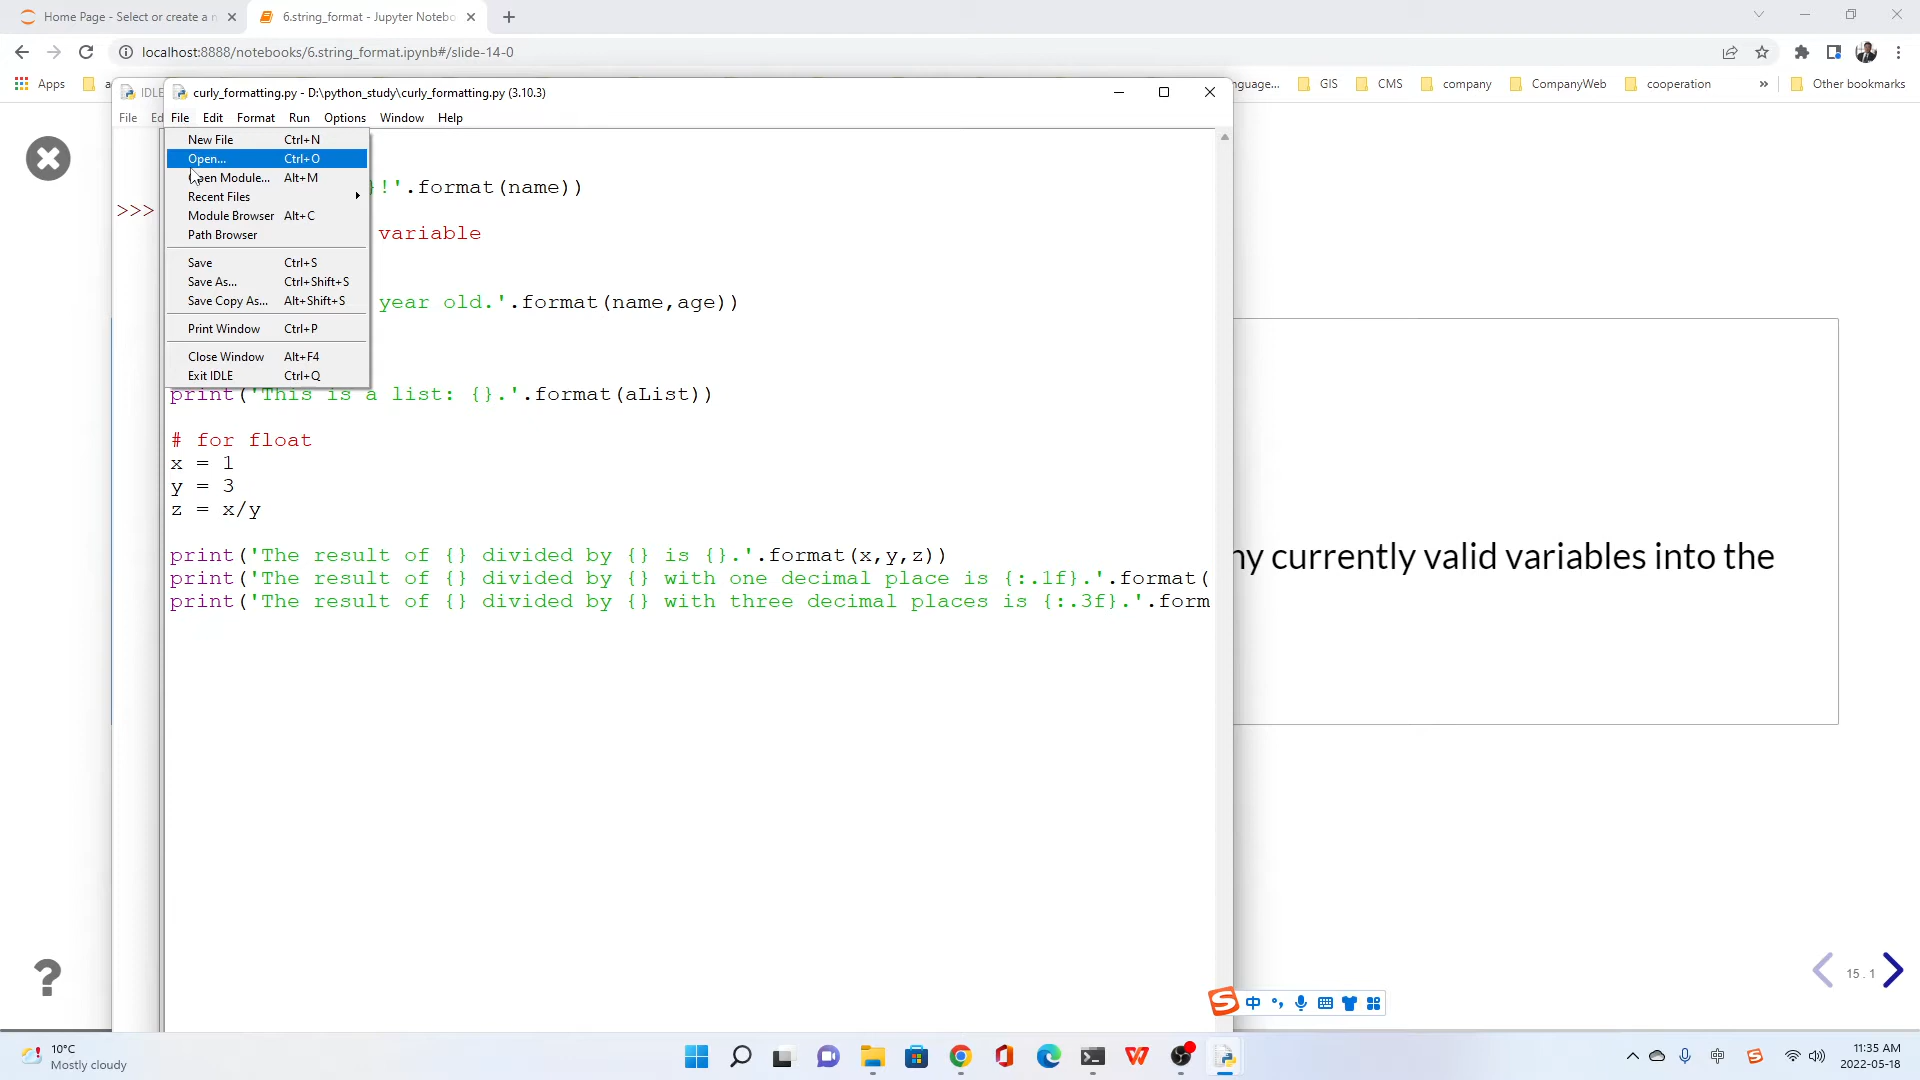 Home Page - Select or create a n
6.string_format - Jupyter Notebo
localhost:8888/notebooks/6.string_format.ipynb#/slide-14-0
Apps
a
nguage...
GIS
CMS
company
CompanyWeb
cooperation
»
Other bookmarks
IDLE
curly_formatting.py - D:\python_study\curly_formatting.py (3.10.3)
File
Ed
File
Edit
Format
Run
Options
Window
Help
New File Ctrl+N
Open... Ctrl+O
Open Module... Alt+M
Recent Files
Module Browser Alt+C
Path Browser
Save Ctrl+S
Save As... Ctrl+Shift+S
Save Copy As... Alt+Shift+S
Print Window Ctrl+P
Close Window Alt+F4
Exit IDLE Ctrl+Q
>>>
}!'.format(name))
variable
year old.'.format(name,age))
print('This is a list: {}.'.format(aList))
# for float
x = 1
y = 3
z = x/y
print('The result of {} divided by {} is {}.'.format(x,y,z))
print('The result of {} divided by {} with one decimal place is {:.1f}.'.format(
print('The result of {} divided by {} with three decimal places is {:.3f}.'.form
ny currently valid variables into the
?
15 . 1
S 中
10°C
Mostly cloudy
中
S
11:35 AM
2022-05-18